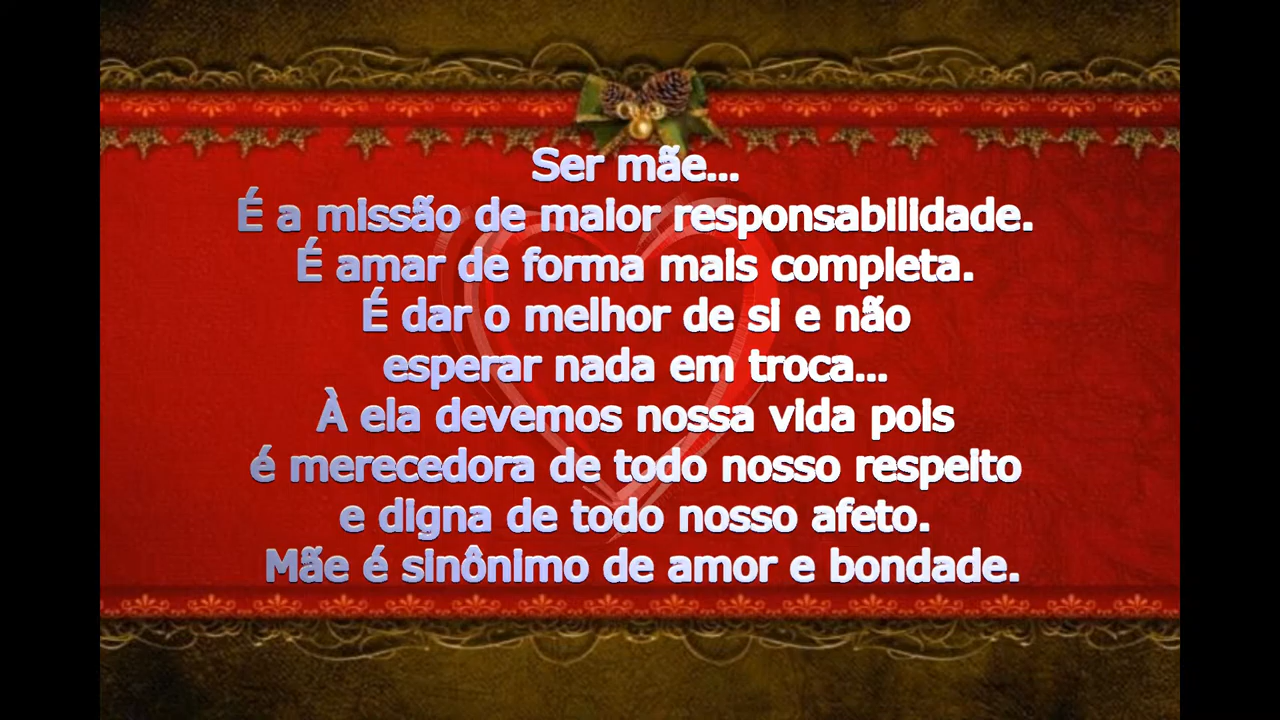 Ser mãe...
É a missão de maior responsabilidade.
É amar de forma mais completa.
É dar o melhor de si e não
esperar nada em troca...
À ela devemos nossa vida pois
é merecedora de todo nosso respeito
e digna de todo nosso afeto.
Mãe é sinônimo de amor e bondade.